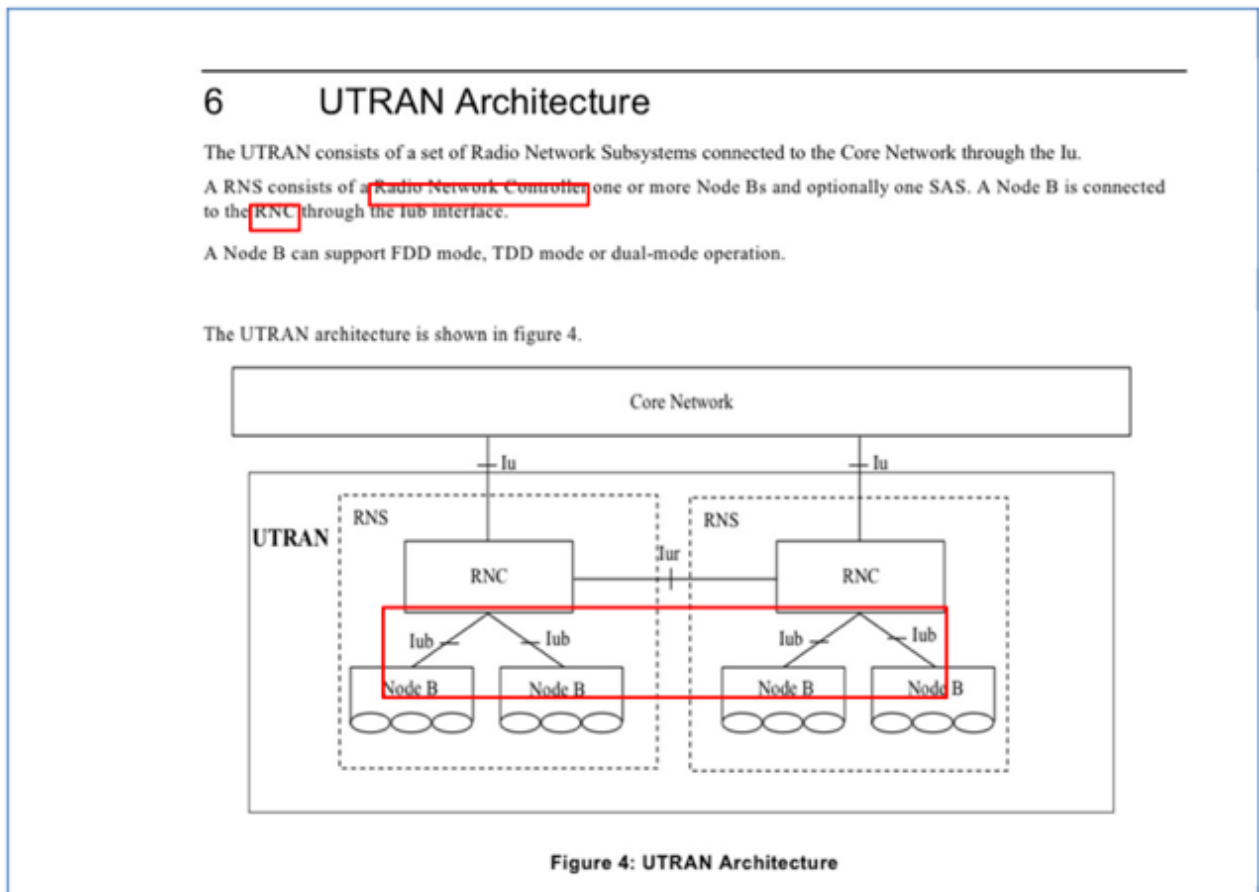 6 UTRAN Architecture
The UTRAN consists of a set of Radio Network Subsystems connected to the Core Network through the Iu.
A RNS consists of a Radio Network Controller one or more Node Bs and optionally one SAS. A Node B is connected
to the RNC through the Iub interface.
A Node B can support FDD mode, TDD mode or dual-mode operation.
The UTRAN architecture is shown in figure 4.
Core Network
Iu Iu
RNS RNS
UTRAN
Iur
RNC RNC
Iub Iub Iub Iub
Node B Node B Node B Node B
Figure 4: UTRAN Architecture